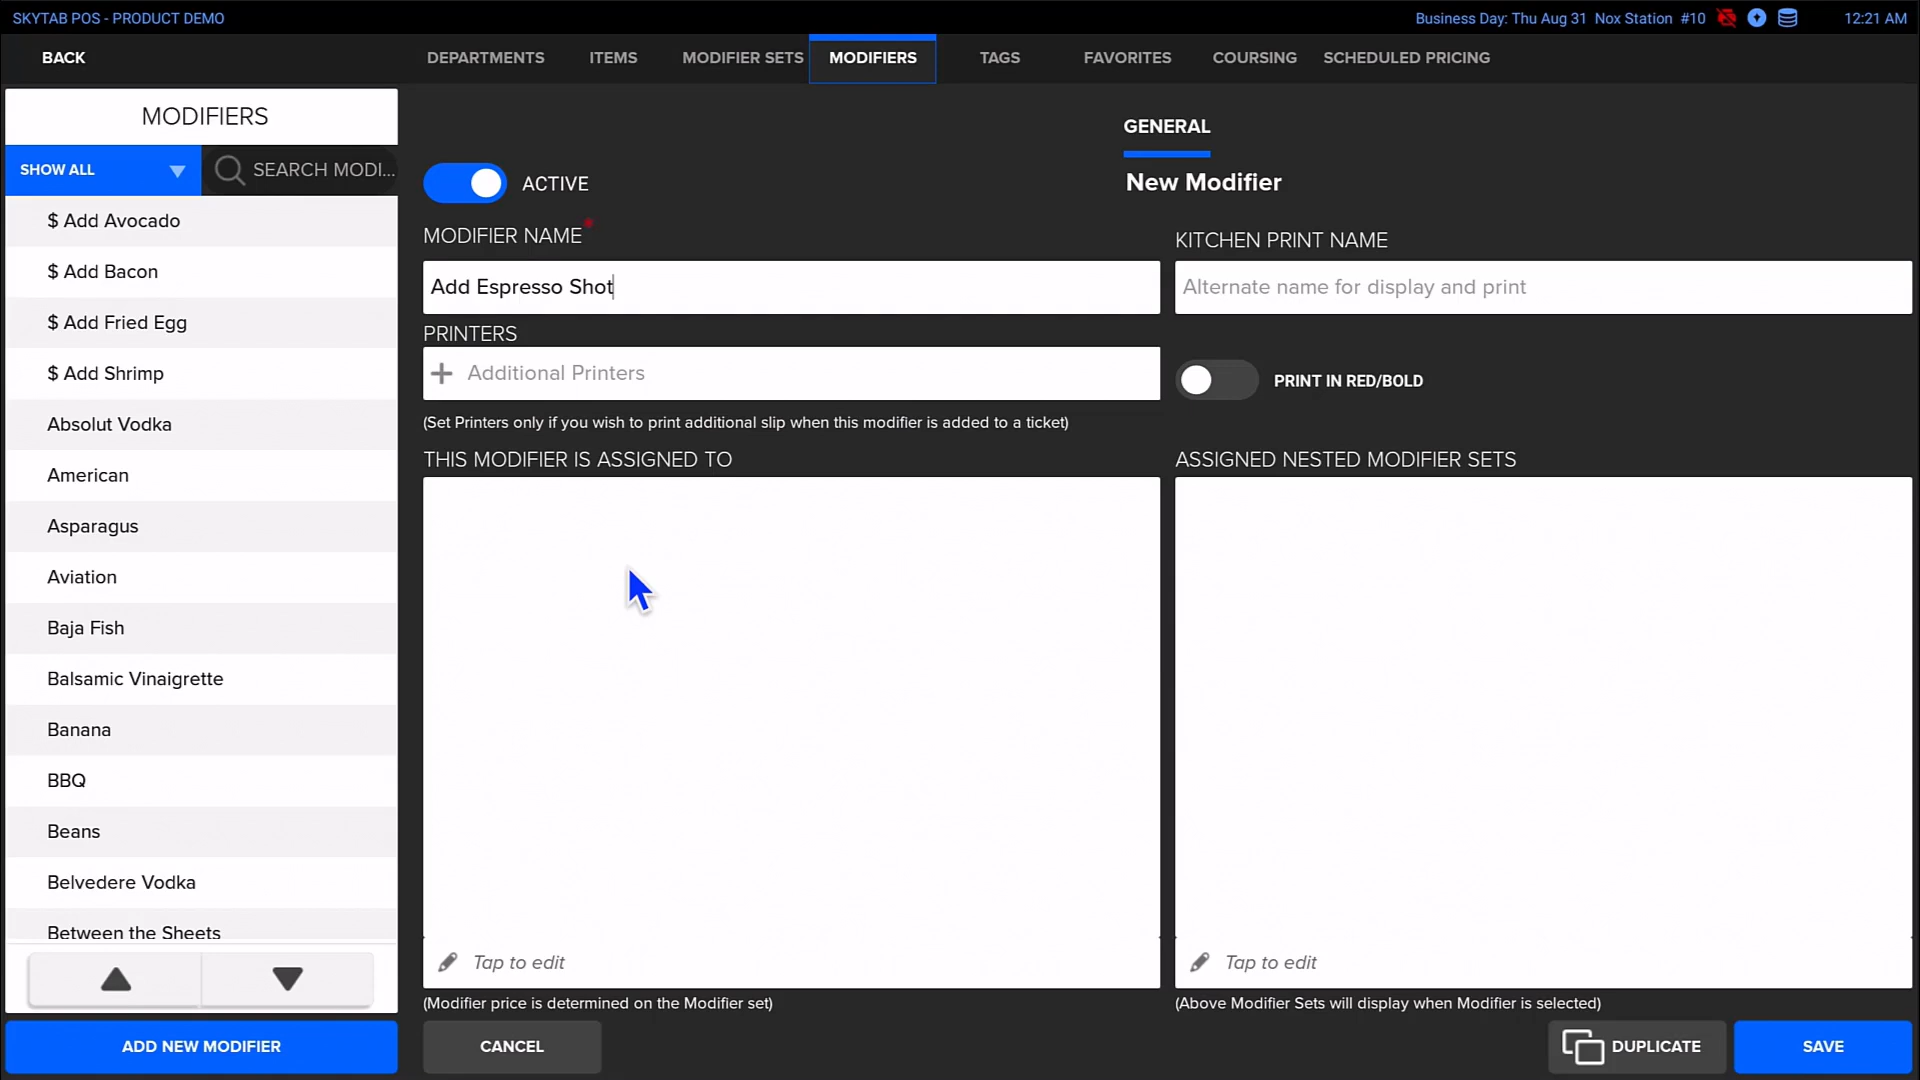 SKYTAB POS - PRODUCT DEMO
Business Day: Thu Aug 31 Nox Station #10 12:21 AM
BACK
DEPARTMENTS ITEMS MODIFIER SETS MODIFIERS TAGS FAVORITES COURSING SCHEDULED PRICING
MODIFIERS
SHOW ALL SEARCH MODI...
$ Add Avocado
$ Add Bacon
$ Add Fried Egg
$ Add Shrimp
Absolut Vodka
American
Asparagus
Aviation
Baja Fish
Balsamic Vinaigrette
Banana
BBQ
Beans
Belvedere Vodka
Between the Sheets
ADD NEW MODIFIER
GENERAL
ACTIVE
New Modifier
MODIFIER NAME*
KITCHEN PRINT NAME
Add Espresso Shot
Alternate name for display and print
PRINTERS
+ Additional Printers
PRINT IN RED/BOLD
(Set Printers only if you wish to print additional slip when this modifier is added to a ticket)
THIS MODIFIER IS ASSIGNED TO
ASSIGNED NESTED MODIFIER SETS
Tap to edit
Tap to edit
(Modifier price is determined on the Modifier set)
(Above Modifier Sets will display when Modifier is selected)
CANCEL
DUPLICATE
SAVE